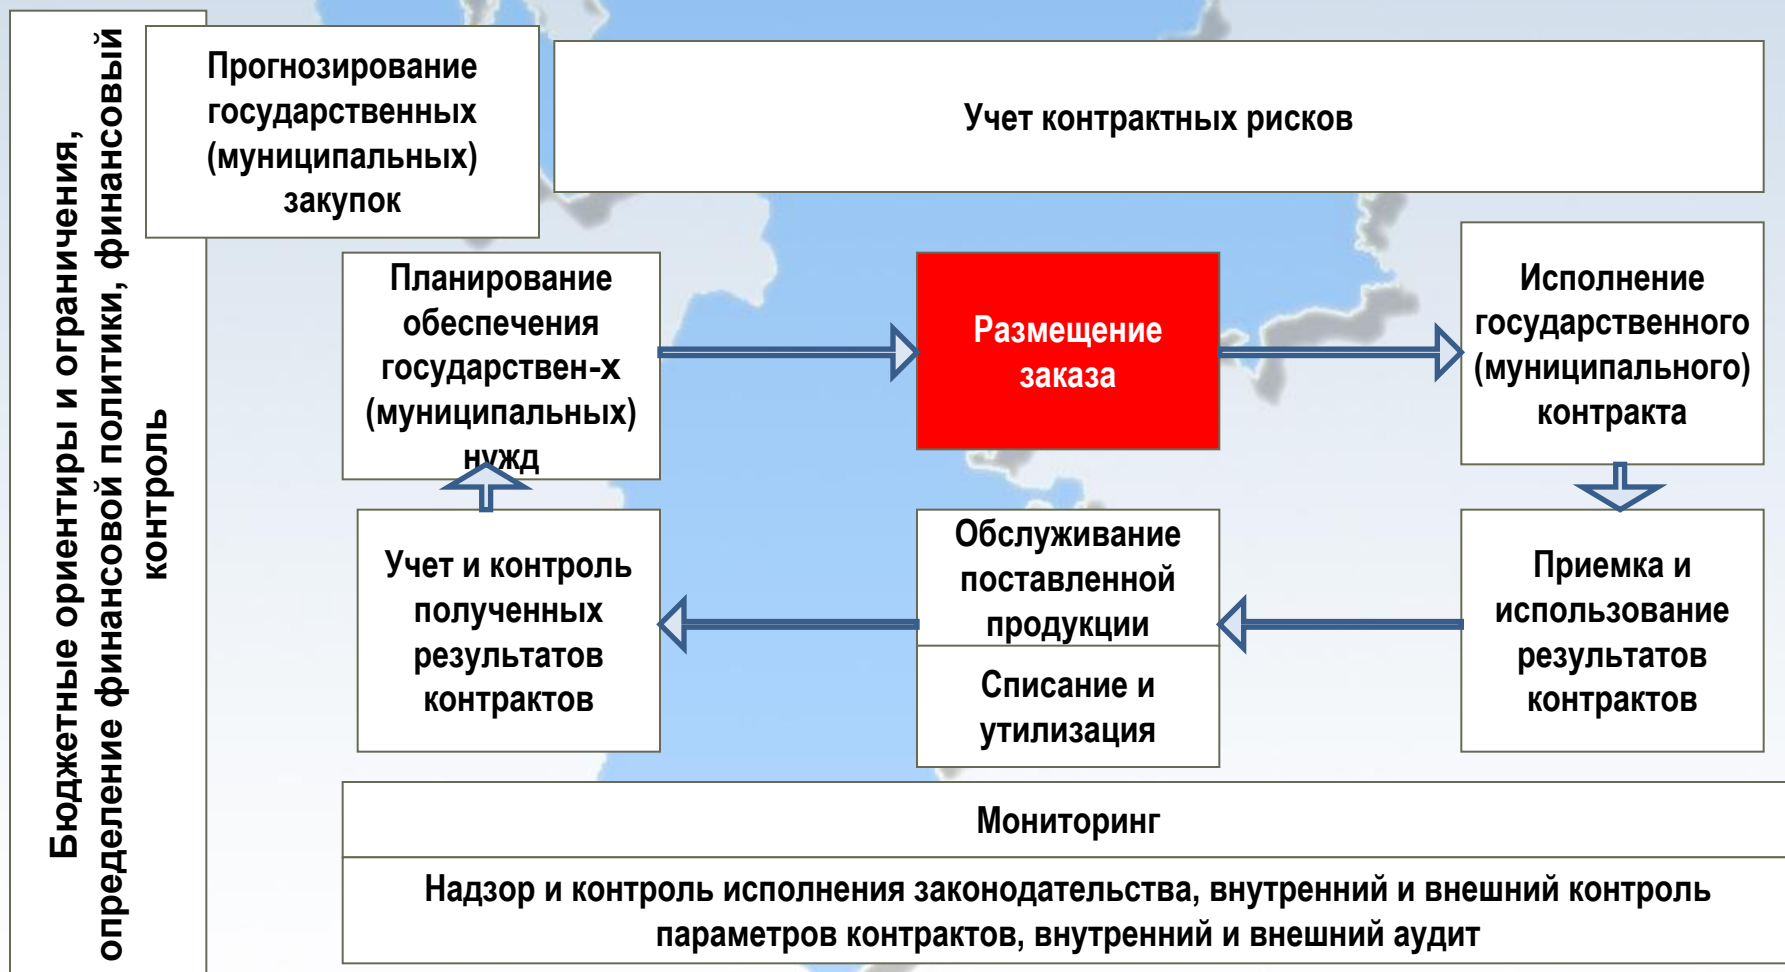 Бюджетные ориентиры и ограничения,
определение финансовой политики, финансовый
контроль
Прогнозирование
государственных
(муниципальных)
закупок
Учет контрактных рисков
Планирование
обеспечения
государствен-х
(муниципальных)
нужд
Размещение
заказа
Исполнение
государственного
(муниципального)
контракта
Учет и контроль
полученных
результатов
контрактов
Обслуживание
поставленной
продукции
Списание и
утилизация
Приемка и
использование
результатов
контрактов
Мониторинг
Надзор и контроль исполнения законодательства, внутренний и внешний контроль
параметров контрактов, внутренний и внешний аудит